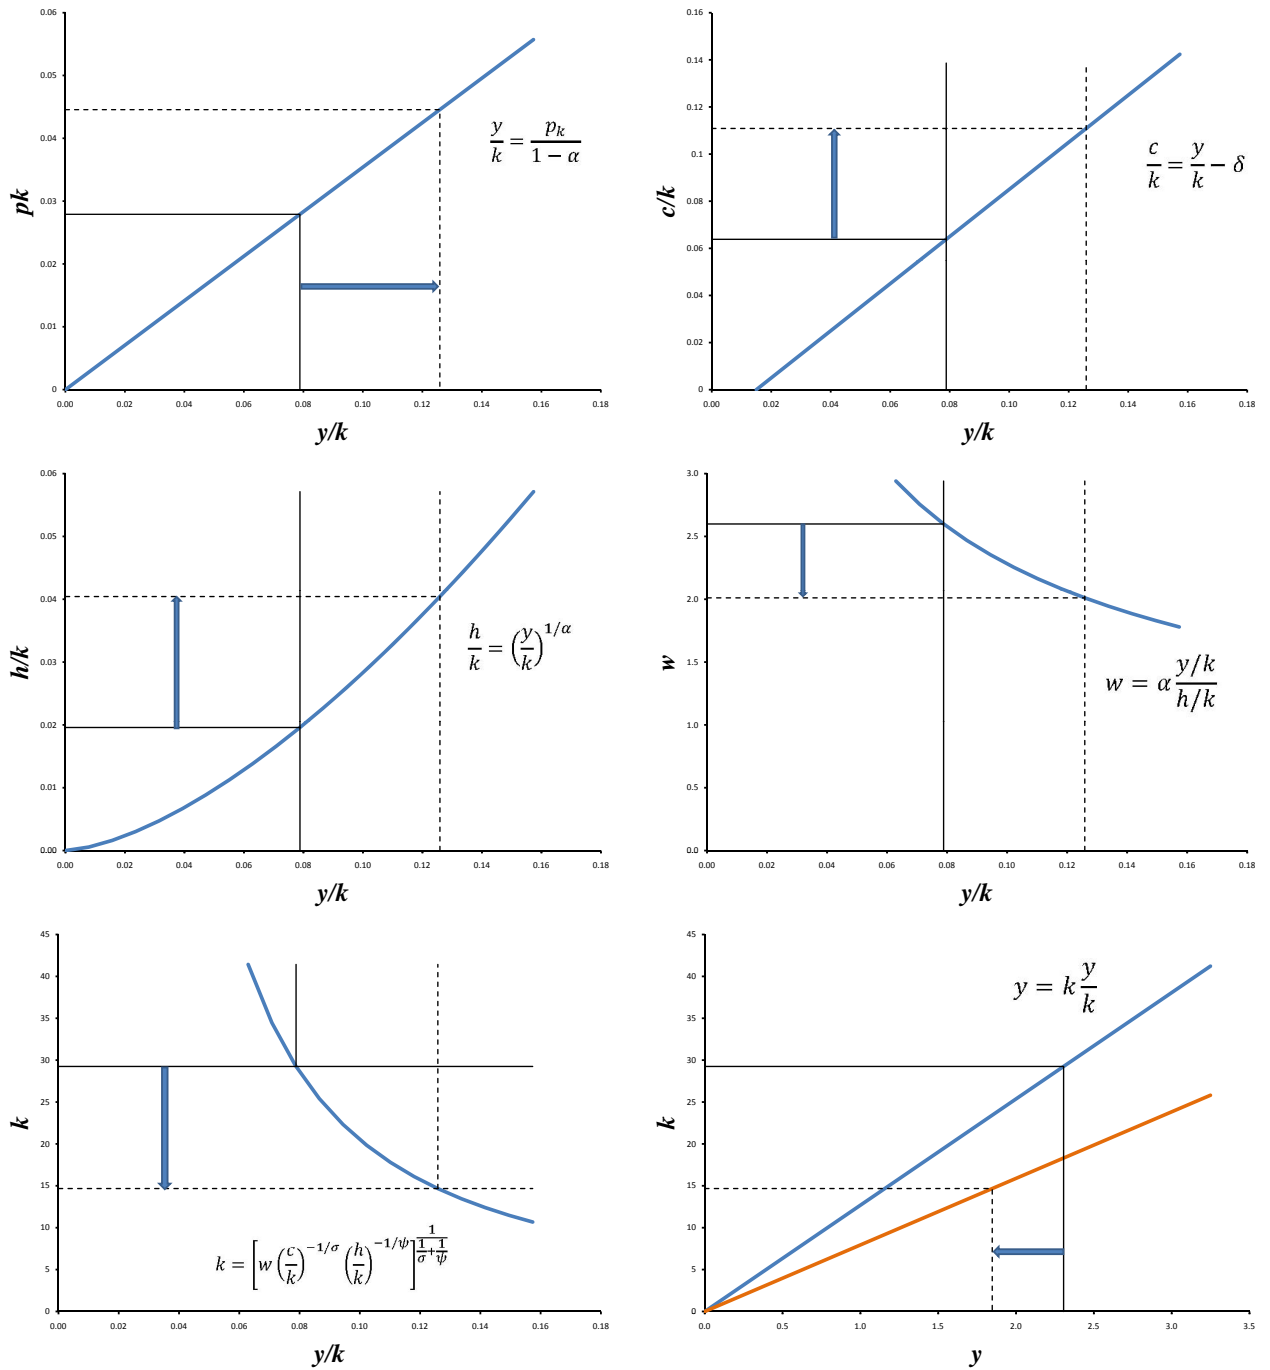 0.06
0.05
0.04
0.03
0.02
0.01
0
pk
y/k = p_k/(1 − α)
0.00 0.02 0.04 0.06 0.08 0.10 0.12 0.14 0.16 0.18
y/k
0.14
0.12
0.1
0.08
0.06
0.04
0.02
0
c/k
c/k = y/k − δ
0.00 0.02 0.04 0.06 0.08 0.10 0.12 0.14 0.16 0.18
y/k
0.06
0.05
0.04
0.03
0.02
0.01
0.00
h/k
h/k = (y/k)^{1/α}
0.00 0.02 0.04 0.06 0.08 0.10 0.12 0.14 0.16 0.18
y/k
3.0
2.5
2.0
1.5
1.0
0.5
0.0
w
w = α (y/k)/(h/k)
0.00 0.02 0.04 0.06 0.08 0.10 0.12 0.14 0.16 0.18
y/k
45
40
35
30
25
20
15
10
5
0
k
k = [w (c/k)^{−1/σ} (h/k)^{−1/ψ}]^{1/(1/σ + 1/ψ)}
0.00 0.02 0.04 0.06 0.08 0.10 0.12 0.14 0.16 0.18
y/k
45
40
35
30
25
20
15
10
5
0
k
y = k y/k
0.0 0.5 1.0 1.5 2.0 2.5 3.0 3.5
y